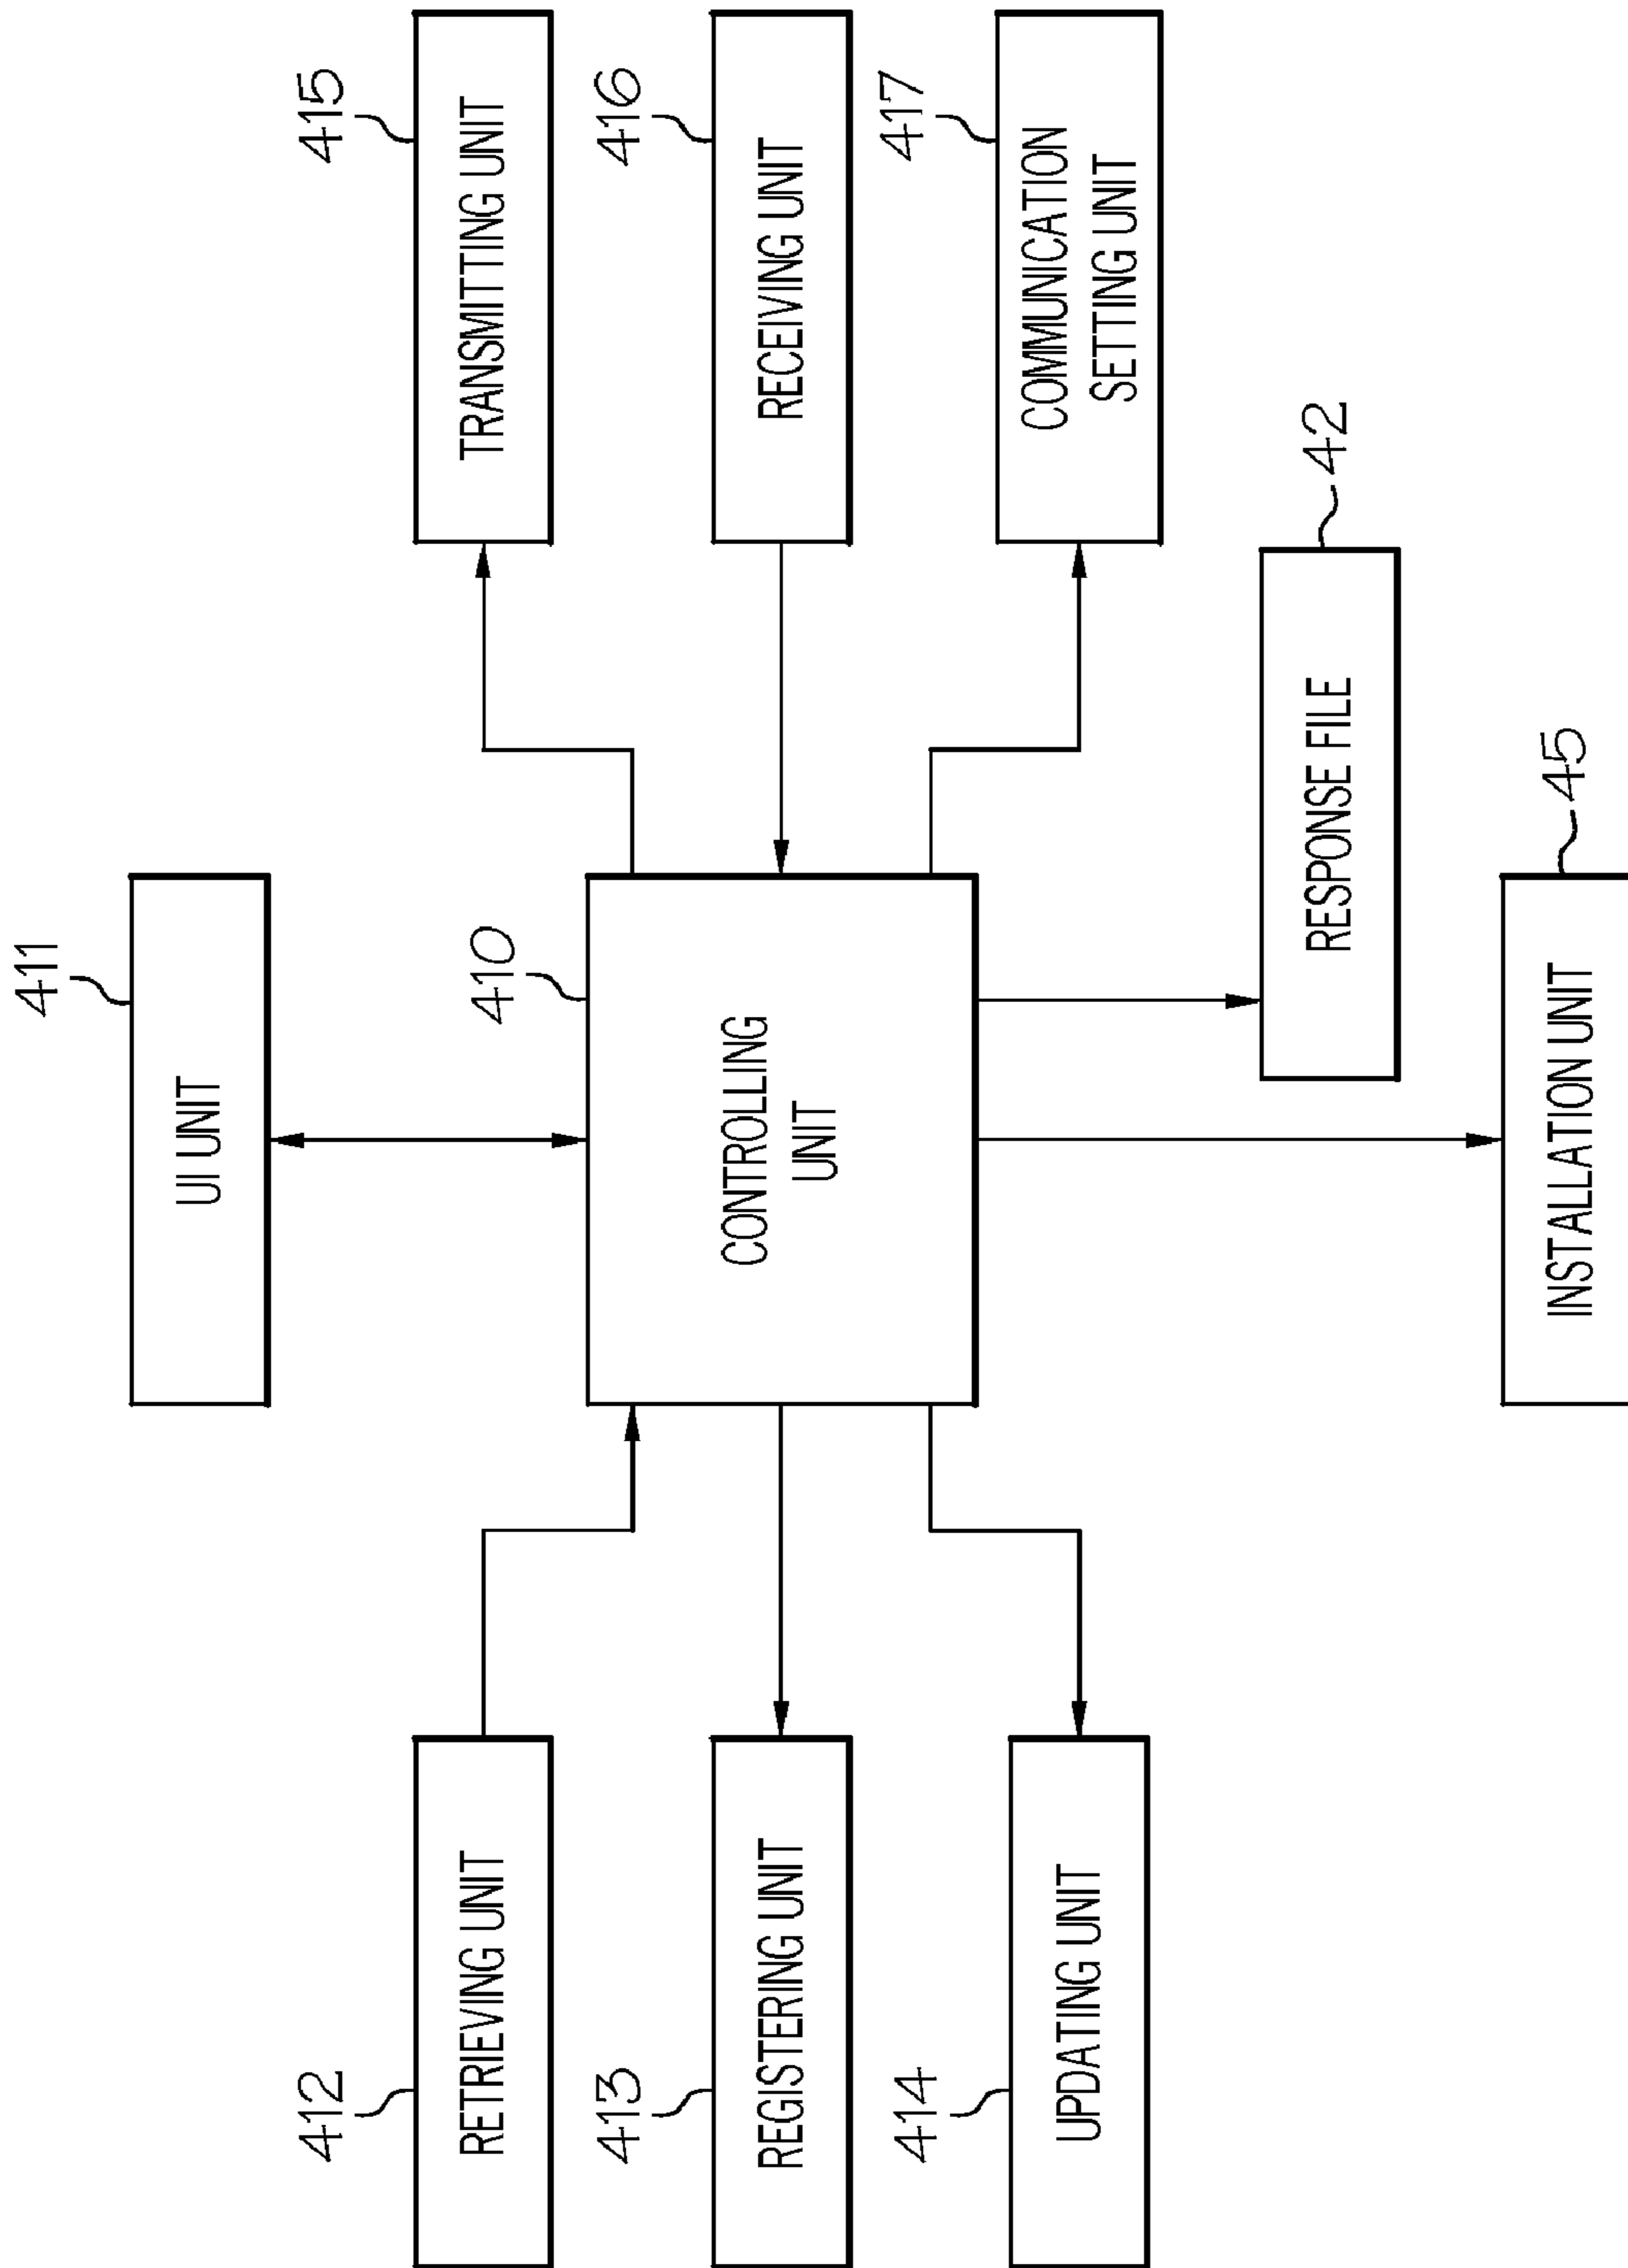 411
UI UNIT
412
RETRIEVING UNIT
413
REGISTERING UNIT
414
UPDATING UNIT
410
CONTROLLING
UNIT
415
TRANSMITTING UNIT
416
RECEIVING UNIT
417
COMMUNICATION
SETTING UNIT
RESPONSE FILE
42
INSTALLATION UNIT
45